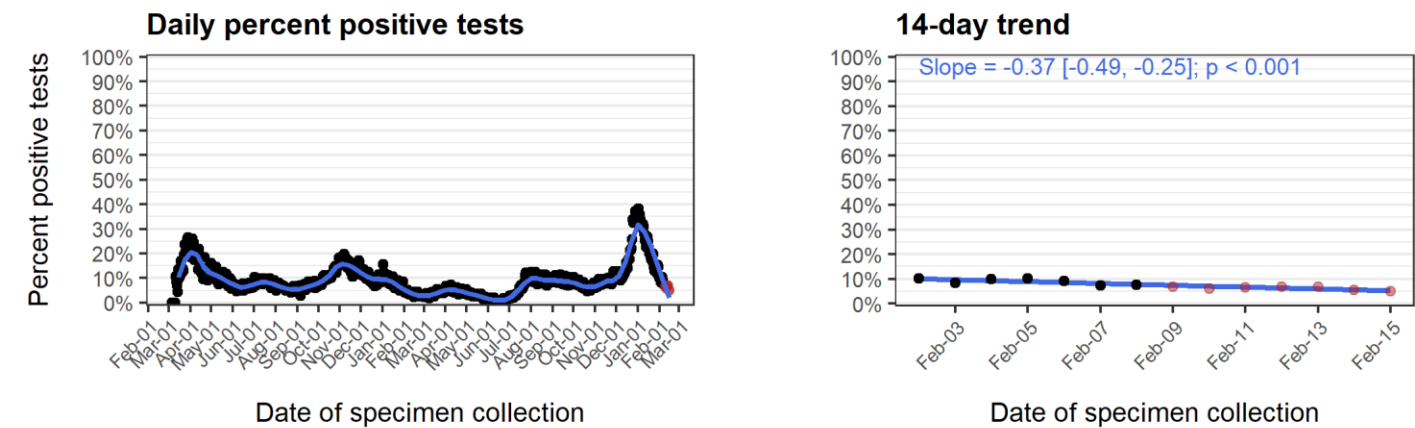 Daily percent positive tests
Percent positive tests
100%
90%
80%
70%
60%
50%
40%
30%
20%
10%
0%
Feb-01
Mar-01
Apr-01
May-01
Jun-01
Jul-01
Aug-01
Sep-01
Oct-01
Nov-01
Dec-01
Jan-01
Feb-01
Mar-01
Apr-01
May-01
Jun-01
Jul-01
Aug-01
Sep-01
Oct-01
Nov-01
Dec-01
Jan-01
Feb-01
Mar-01
Date of specimen collection
14-day trend
Slope = -0.37 [-0.49, -0.25]; p < 0.001
100%
90%
80%
70%
60%
50%
40%
30%
20%
10%
0%
Feb-03
Feb-05
Feb-07
Feb-09
Feb-11
Feb-13
Feb-15
Date of specimen collection